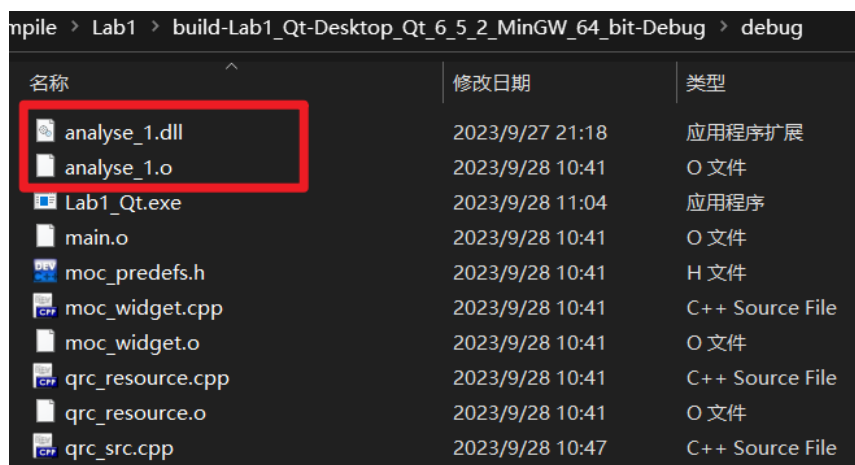 mpile > Lab1 > build-Lab1_Qt-Desktop_Qt_6_5_2_MinGW_64_bit-Debug > debug
名称 修改日期 类型
analyse_1.dll 2023/9/27 21:18 应用程序扩展
analyse_1.o 2023/9/28 10:41 O 文件
Lab1_Qt.exe 2023/9/28 11:04 应用程序
main.o 2023/9/28 10:41 O 文件
moc_predefs.h 2023/9/28 10:41 H 文件
moc_widget.cpp 2023/9/28 10:41 C++ Source File
moc_widget.o 2023/9/28 10:41 O 文件
qrc_resource.cpp 2023/9/28 10:41 C++ Source File
qrc_resource.o 2023/9/28 10:41 O 文件
qrc_src.cpp 2023/9/28 10:47 C++ Source File